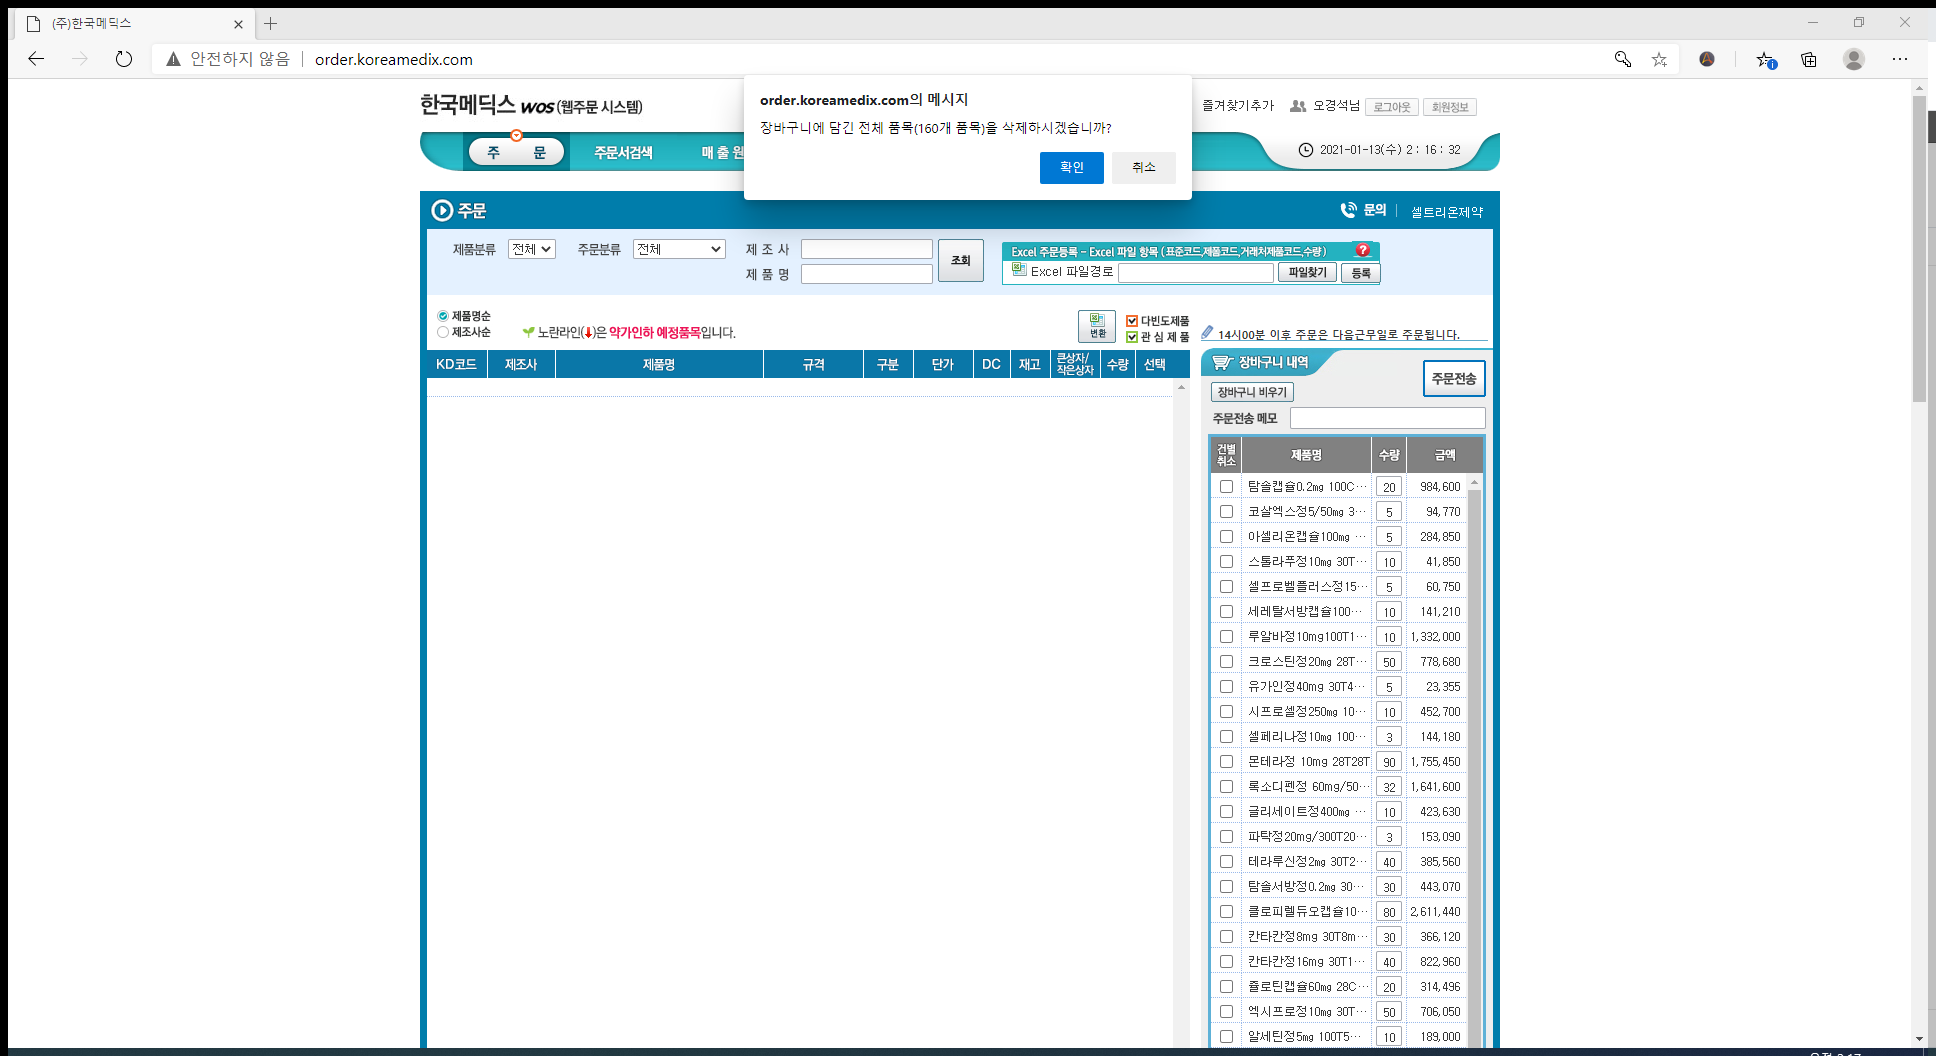 (주)한국메딕스
안전하지 않음
order.koreamedix.com
order.koreamedix.com의 메시지
장바구니에 담긴 전체 품목(160개 품목)을 삭제하시겠습니까?
확인
취소
한국메딕스 WOS (웹주문 시스템)
즐겨찾기추가
오경석님
로그아웃
회원정보
주 문
주문서검색
매 출 원
2021-01-13(수) 2 : 16 : 32
주문
문의
셀트리온제약
제품분류
전체
주문분류
전체
제 조 사
제 품 명
조회
Excel 주문등록 - Excel 파일 항목 (표준코드,제품코드,거래처제품코드,수량)
?
Excel 파일경로
파일찾기
등록
제품명순
제조사순
노란라인(↓)은 약가인하 예정품목입니다.
변환
다빈도제품
관 심 제 품
14시00분 이후 주문은 다음근무일로 주문됩니다.
KD코드 제조사 제품명 규격 구분 단가 DC 재고 큰상자/작은상자 수량 선택
장바구니 내역
주문전송
장바구니 비우기
주문전송 메모
건별취소 제품명 수량 금액
탐솔캡슐0.2mg 100C… 20 984,600
코살엑스정5/50mg 3… 5 94,770
아셀리온캡슐100mg … 5 284,850
스톨라푸정10mg 30T… 10 41,850
셀프로벨플러스정15… 5 60,750
세레탈서방캡슐100… 10 141,210
루알바정10mg100T1… 10 1,332,000
크로스틴정20mg 28T… 50 778,680
유가인정40mg 30T4… 5 23,355
시프로셀정250mg 10… 10 452,700
셀페리나정10mg 100… 3 144,180
몬테라정 10mg 28T28T 90 1,755,450
록소디펜정 60mg/50… 32 1,641,600
글리세이트정400mg … 10 423,630
파탁정20mg/300T20… 3 153,090
테라루신정2mg 30T2… 40 385,560
탐솔서방정0.2mg 30… 30 443,070
클로피렐듀오캡슐10… 80 2,611,440
칸타칸정8mg 30T8m… 30 366,120
칸타칸정16mg 30T1… 40 822,960
줄로틴캡슐60mg 28C… 20 314,496
엑시프로정10mg 30T… 50 706,050
알세틴정5mg 100T5… 10 189,000